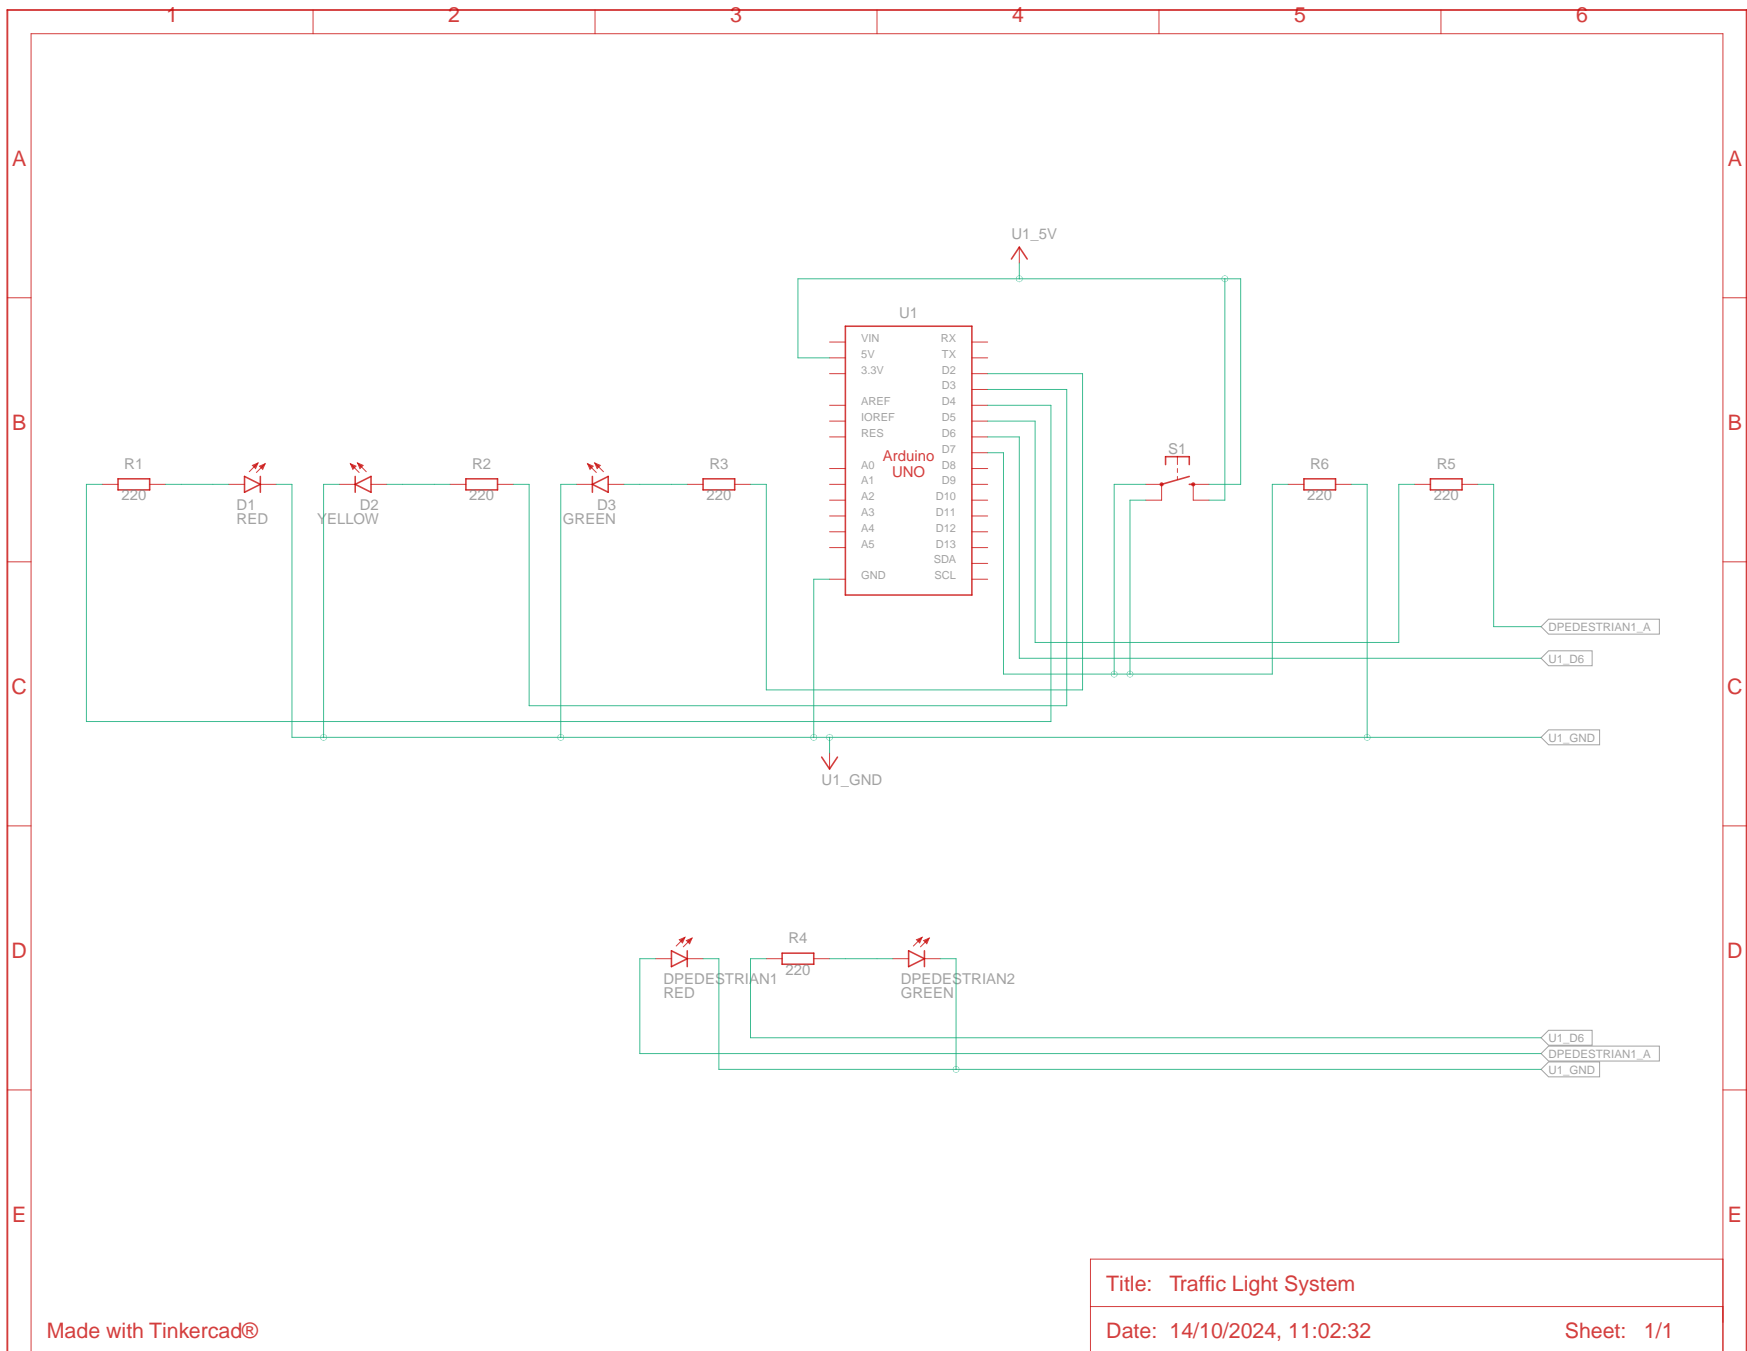 1 2 3 4 5 6
A A
U1_5V
U1
VIN RX
5V TX
3.3V D2
D3
AREF D4
IOREF D5
RES D6
D7
Arduino
UNO
A0 D8
A1 D9
A2 D10
A3 D11
A4 D12
A5 D13
SDA
GND SCL
B B
R1
220
D1
RED
D2
YELLOW
R2
220
D3
GREEN
R3
220
S1
R6
220
R5
220
DPEDESTRIAN1_A
U1_D6
C C
U1_GND
U1_GND
D D
DPEDESTRIAN1
RED
R4
220
DPEDESTRIAN2
GREEN
U1_D6
DPEDESTRIAN1_A
U1_GND
E E
Title: Traffic Light System
Made with Tinkercad®
Date: 14/10/2024, 11:02:32 Sheet: 1/1